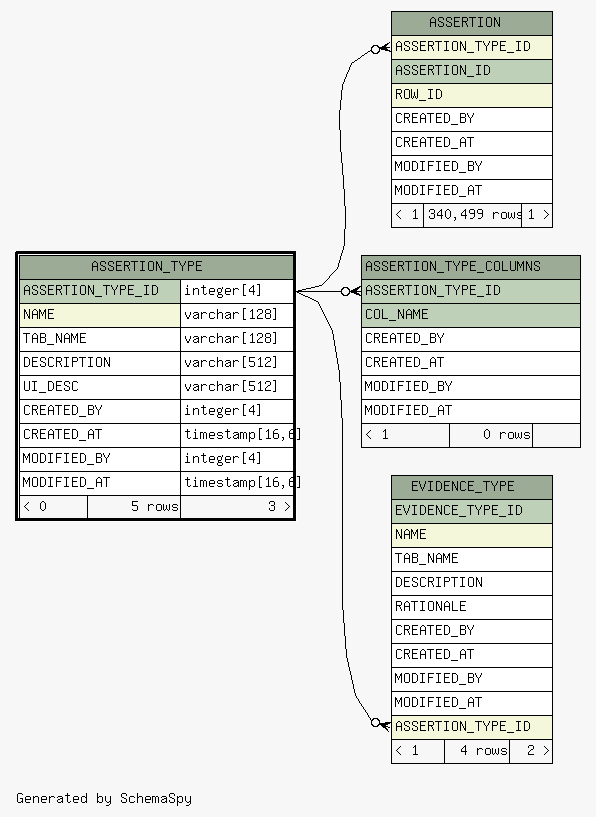 ASSERTION
ASSERTION_TYPE_ID
ASSERTION_ID
ROW_ID
CREATED_BY
CREATED_AT
MODIFIED_BY
MODIFIED_AT
< 1 340,499 rows 1 >
ASSERTION_TYPE
ASSERTION_TYPE_ID integer[4]
NAME varchar[128]
TAB_NAME varchar[128]
DESCRIPTION varchar[512]
UI_DESC varchar[512]
CREATED_BY integer[4]
CREATED_AT timestamp[16,6]
MODIFIED_BY integer[4]
MODIFIED_AT timestamp[16,6]
< 0 5 rows 3 >
ASSERTION_TYPE_COLUMNS
ASSERTION_TYPE_ID
COL_NAME
CREATED_BY
CREATED_AT
MODIFIED_BY
MODIFIED_AT
< 1 0 rows
EVIDENCE_TYPE
EVIDENCE_TYPE_ID
NAME
TAB_NAME
DESCRIPTION
RATIONALE
CREATED_BY
CREATED_AT
MODIFIED_BY
MODIFIED_AT
ASSERTION_TYPE_ID
< 1 4 rows 2 >
Generated by SchemaSpy